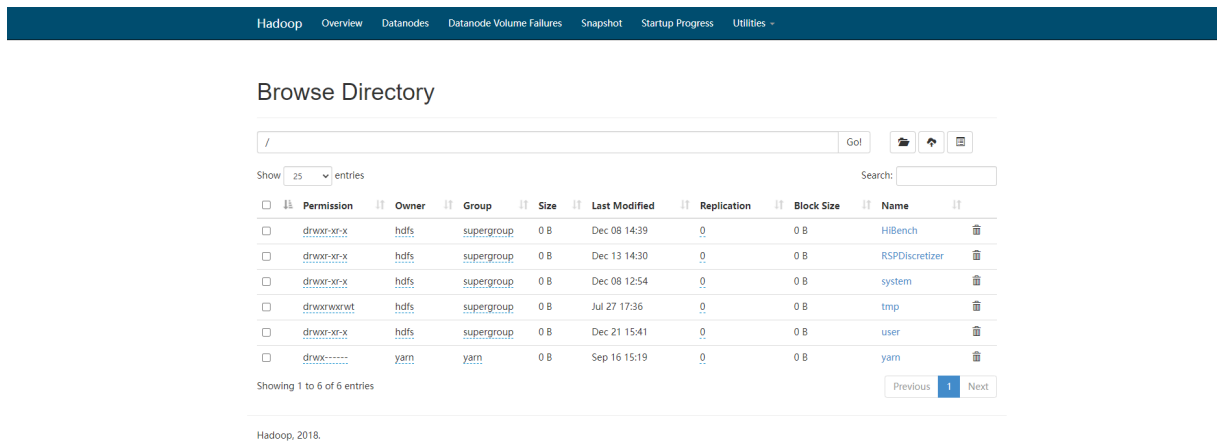 Hadoop Overview Datanodes Datanode Volume Failures Snapshot Startup Progress Utilities
Browse Directory
/ Go!
Show 25 entries Search:
Permission Owner Group Size Last Modified Replication Block Size Name
drwxr-xr-x hdfs supergroup 0 B Dec 08 14:39 0 0 B HiBench
drwxr-xr-x hdfs supergroup 0 B Dec 13 14:30 0 0 B RSPDiscretizer
drwxr-xr-x hdfs supergroup 0 B Dec 08 12:54 0 0 B system
drwxrwxrwt hdfs supergroup 0 B Jul 27 17:36 0 0 B tmp
drwxr-xr-x hdfs supergroup 0 B Dec 21 15:41 0 0 B user
drwx------ yarn yarn 0 B Sep 16 15:19 0 0 B yarn
Showing 1 to 6 of 6 entries Previous 1 Next
Hadoop, 2018.